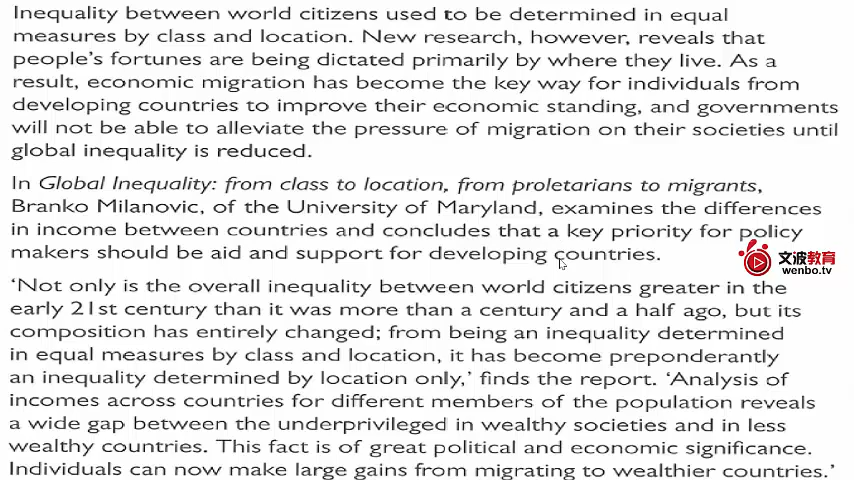 Inequality between world citizens used to be determined in equal
measures by class and location. New research, however, reveals that
people's fortunes are being dictated primarily by where they live. As a
result, economic migration has become the key way for individuals from
developing countries to improve their economic standing, and governments
will not be able to alleviate the pressure of migration on their societies until
global inequality is reduced.
In Global Inequality: from class to location, from proletarians to migrants,
Branko Milanovic, of the University of Maryland, examines the differences
in income between countries and concludes that a key priority for policy
makers should be aid and support for developing countries.
文波教育
wenbo.tv
'Not only is the overall inequality between world citizens greater in the
early 21st century than it was more than a century and a half ago, but its
composition has entirely changed; from being an inequality determined
in equal measures by class and location, it has become preponderantly
an inequality determined by location only,' finds the report. 'Analysis of
incomes across countries for different members of the population reveals
a wide gap between the underprivileged in wealthy societies and in less
wealthy countries. This fact is of great political and economic significance.
Individuals can now make large gains from migrating to wealthier countries.'